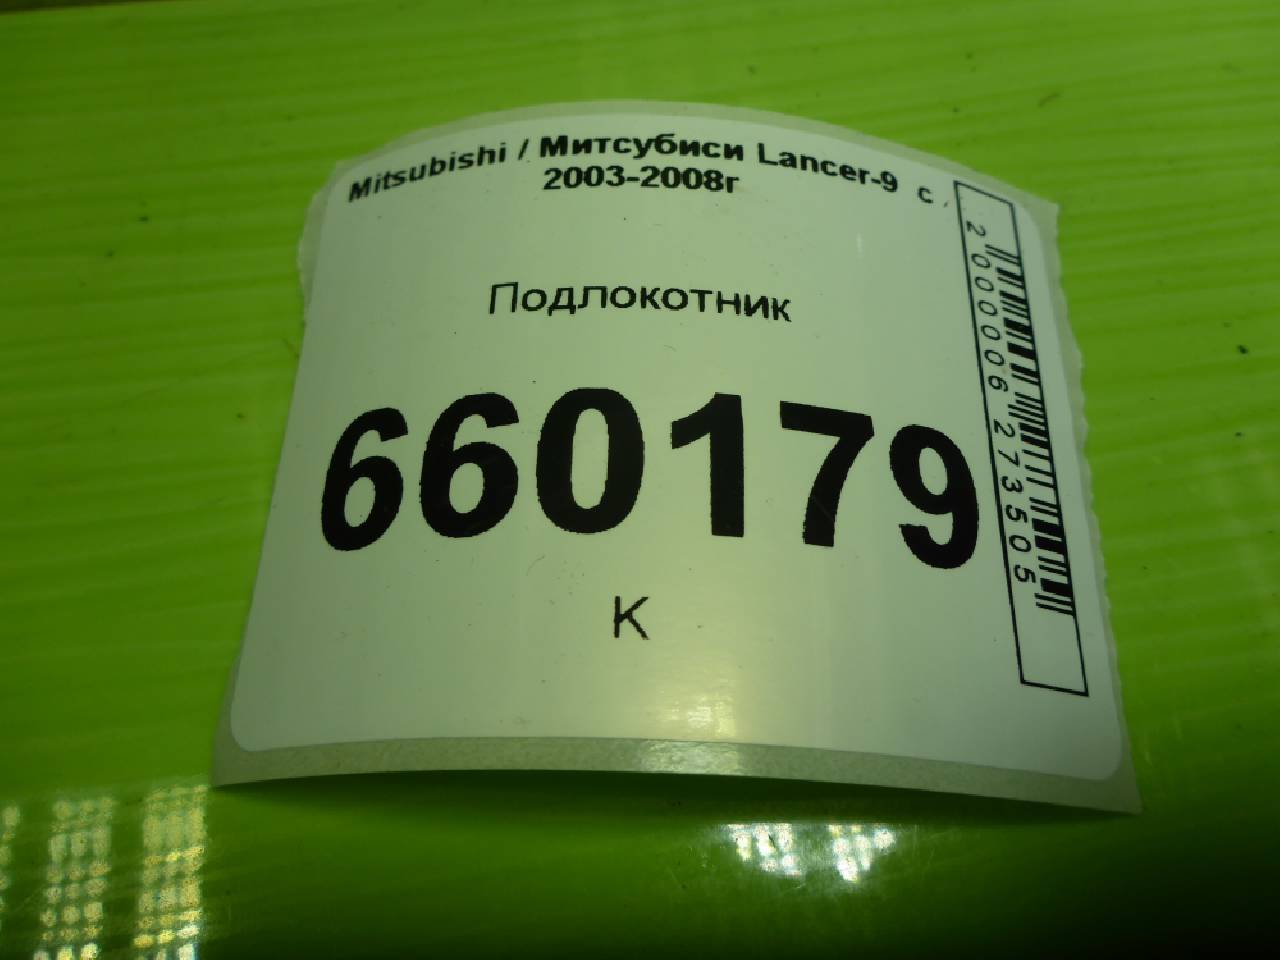 Mitsubishi / Митсубиси Lancer-9 с
2003-2008г
Подлокотник
660179
К
2000006273505